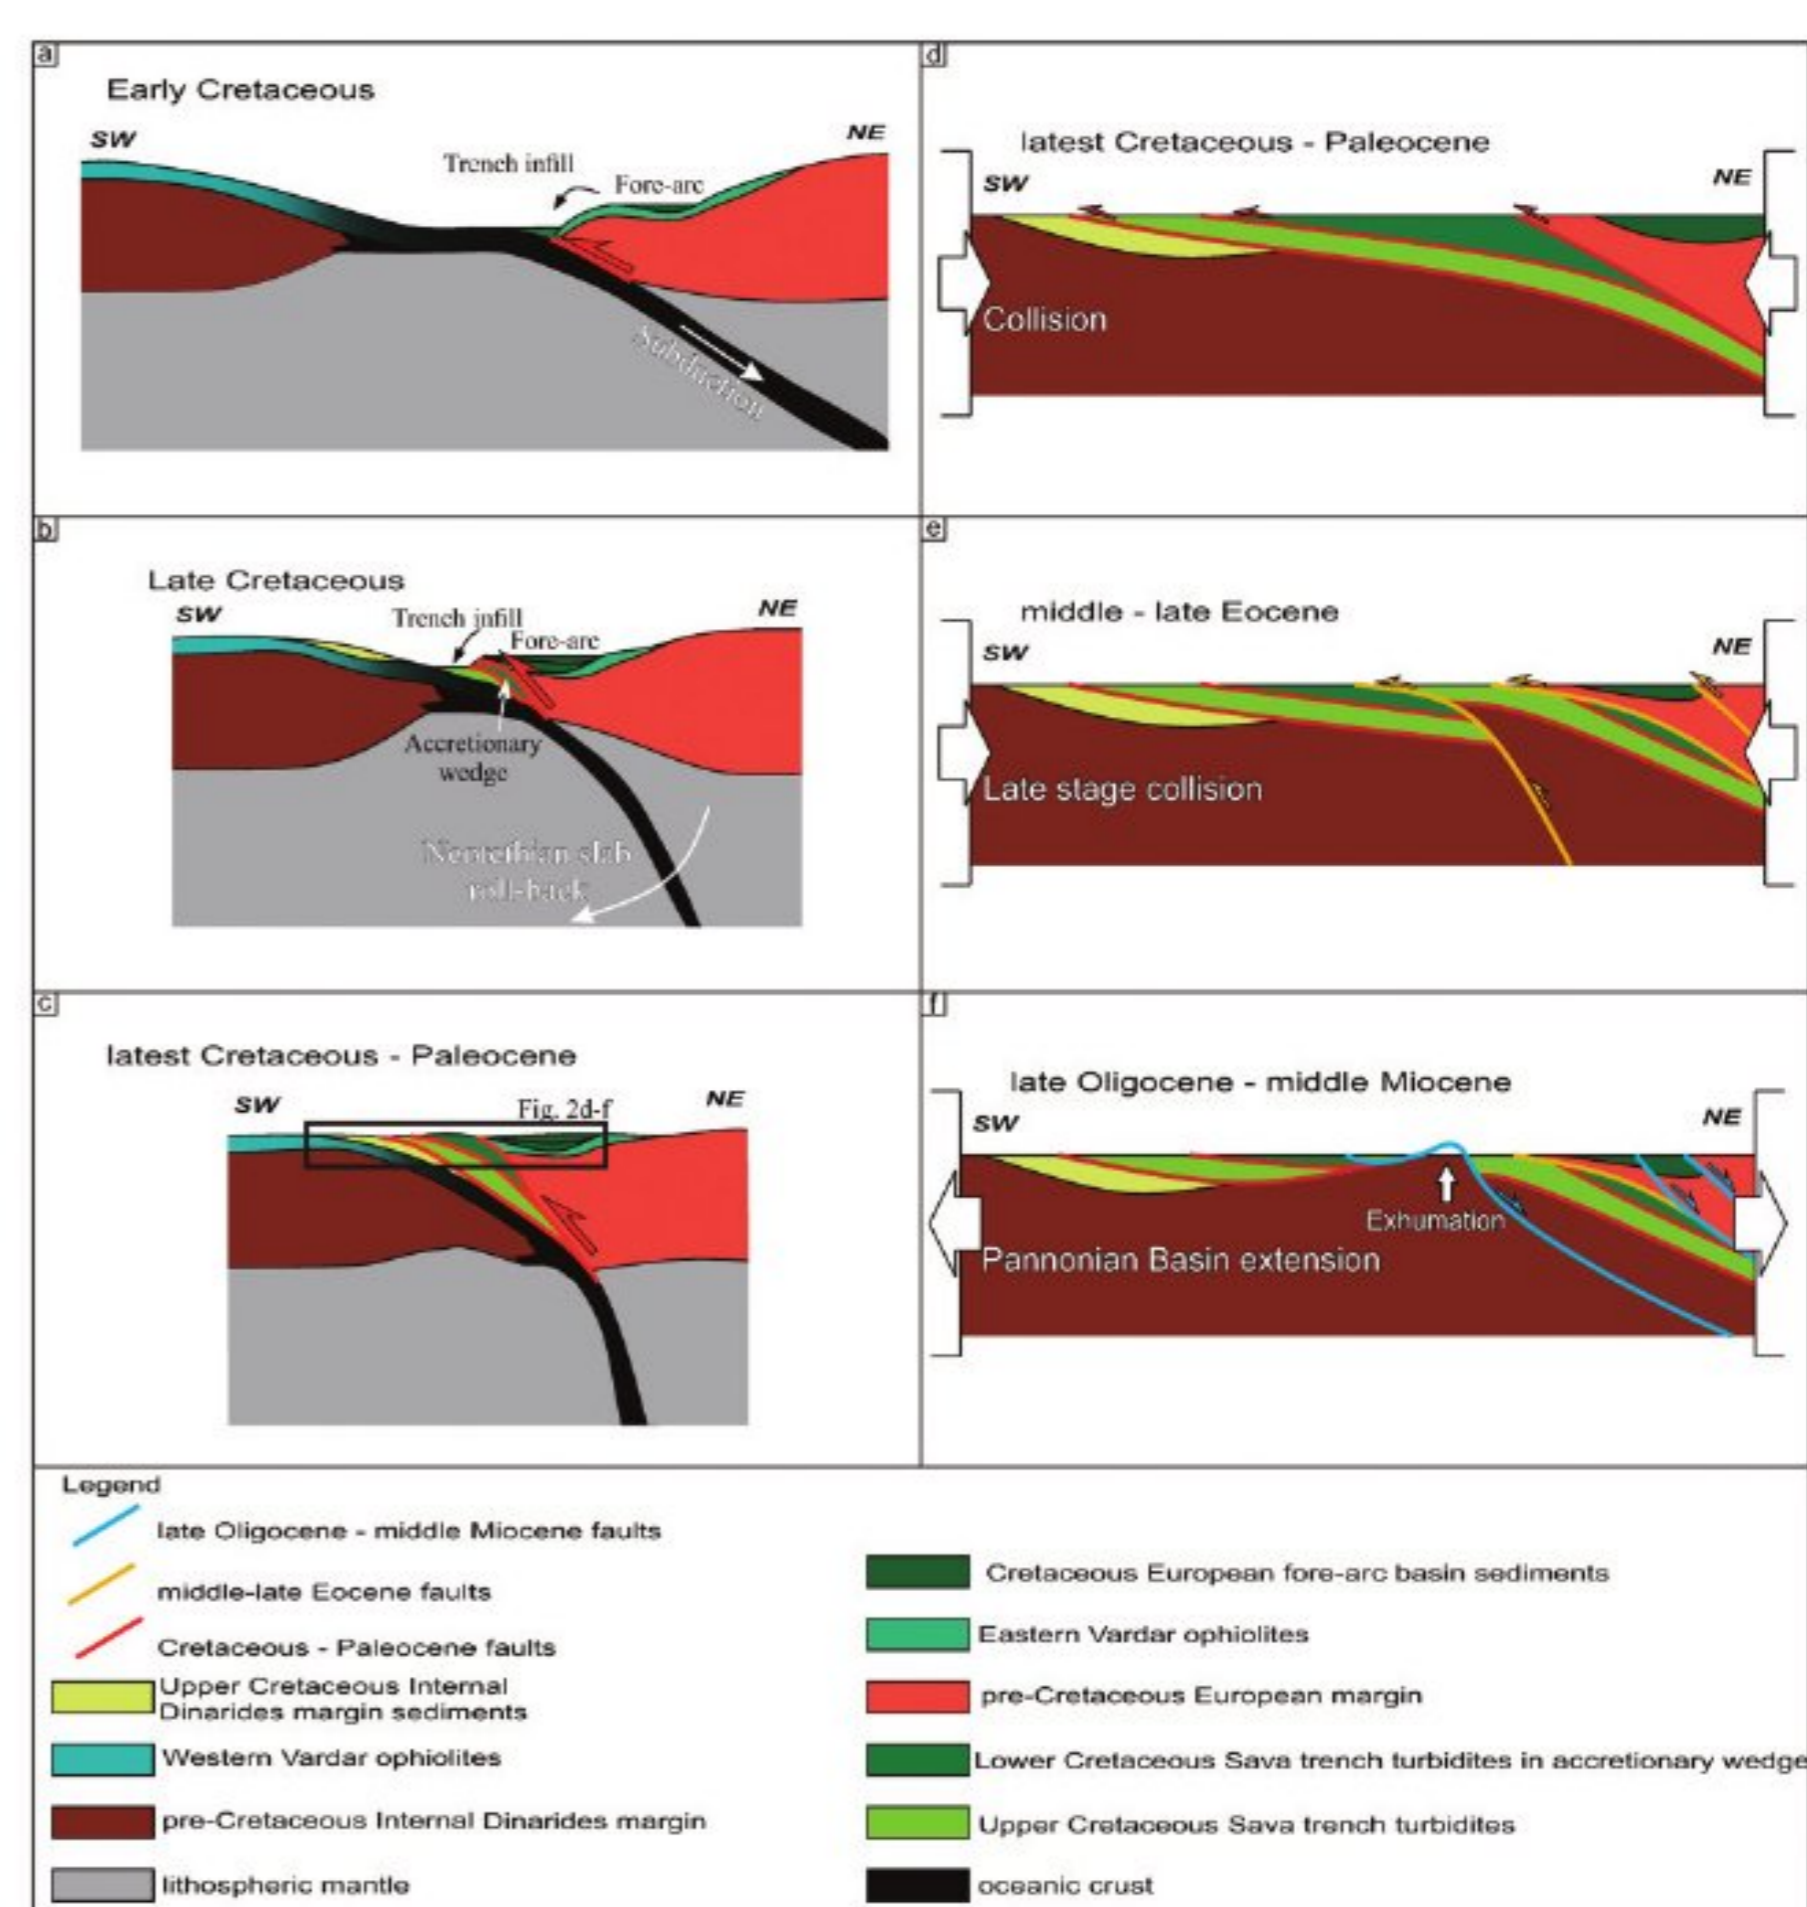 a
Early Cretaceous
SW
NE
Trench infill
Fore-arc
Subduction
b
Late Cretaceous
SW
NE
Trench infill
Fore-arc
Accretionary
wedge
Neotethian slab
roll-back
c
latest Cretaceous - Paleocene
SW
NE
Fig. 2d-f
d
latest Cretaceous - Paleocene
SW
NE
Collision
e
middle - late Eocene
SW
NE
Late stage collision
f
late Oligocene - middle Miocene
SW
NE
Exhumation
Pannonian Basin extension
Legend
late Oligocene - middle Miocene faults
middle-late Eocene faults
Cretaceous - Paleocene faults
Upper Cretaceous Internal
Dinarides margin sediments
Western Vardar ophiolites
pre-Cretaceous Internal Dinarides margin
lithospheric mantle
Cretaceous European fore-arc basin sediments
Eastern Vardar ophiolites
pre-Cretaceous European margin
Lower Cretaceous Sava trench turbidites in accretionary wedge
Upper Cretaceous Sava trench turbidites
oceanic crust